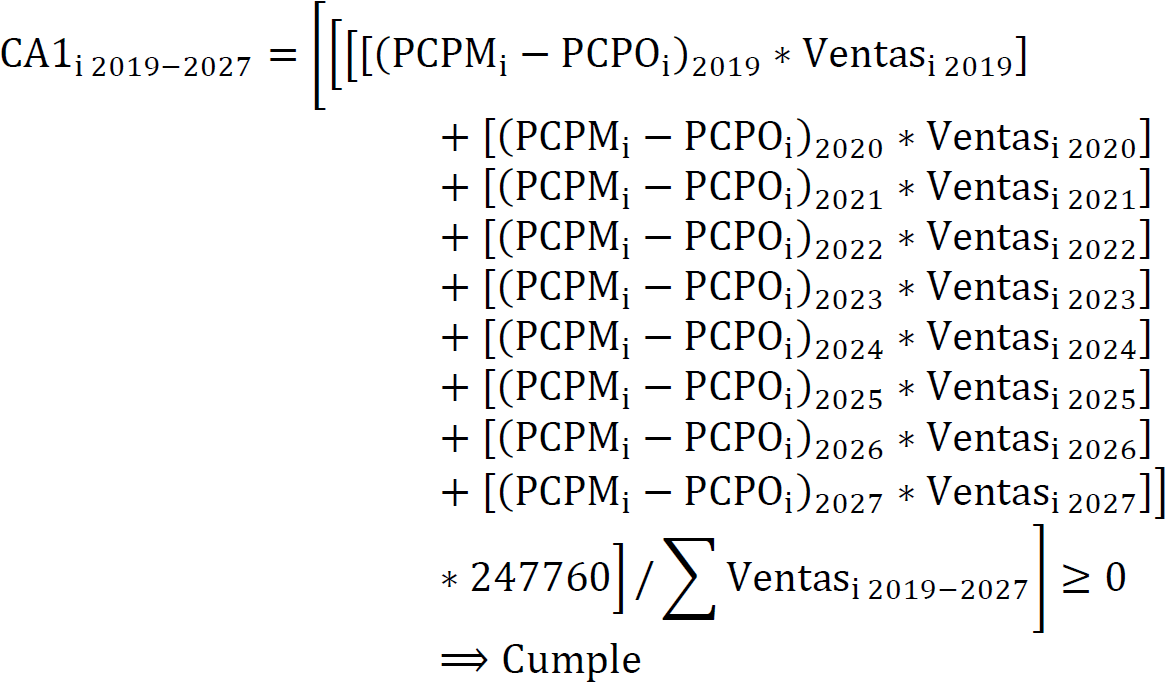 CA1ᵢ ₂₀₁₉₋₂₀₂₇ = [[[[(PCPMᵢ − PCPOᵢ)₂₀₁₉ * Ventasᵢ ₂₀₁₉]
+ [(PCPMᵢ − PCPOᵢ)₂₀₂₀ * Ventasᵢ ₂₀₂₀]
+ [(PCPMᵢ − PCPOᵢ)₂₀₂₁ * Ventasᵢ ₂₀₂₁]
+ [(PCPMᵢ − PCPOᵢ)₂₀₂₂ * Ventasᵢ ₂₀₂₂]
+ [(PCPMᵢ − PCPOᵢ)₂₀₂₃ * Ventasᵢ ₂₀₂₃]
+ [(PCPMᵢ − PCPOᵢ)₂₀₂₄ * Ventasᵢ ₂₀₂₄]
+ [(PCPMᵢ − PCPOᵢ)₂₀₂₅ * Ventasᵢ ₂₀₂₅]
+ [(PCPMᵢ − PCPOᵢ)₂₀₂₆ * Ventasᵢ ₂₀₂₆]
+ [(PCPMᵢ − PCPOᵢ)₂₀₂₇ * Ventasᵢ ₂₀₂₇]]
* 247760] / ∑ Ventasᵢ ₂₀₁₉₋₂₀₂₇] ≥ 0
⟹ Cumple